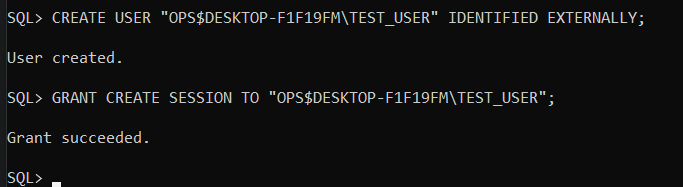 SQL> CREATE USER "OPS$DESKTOP-F1F19FM\TEST_USER" IDENTIFIED EXTERNALLY;
User created.
SQL> GRANT CREATE SESSION TO "OPS$DESKTOP-F1F19FM\TEST_USER";
Grant succeeded.
SQL>